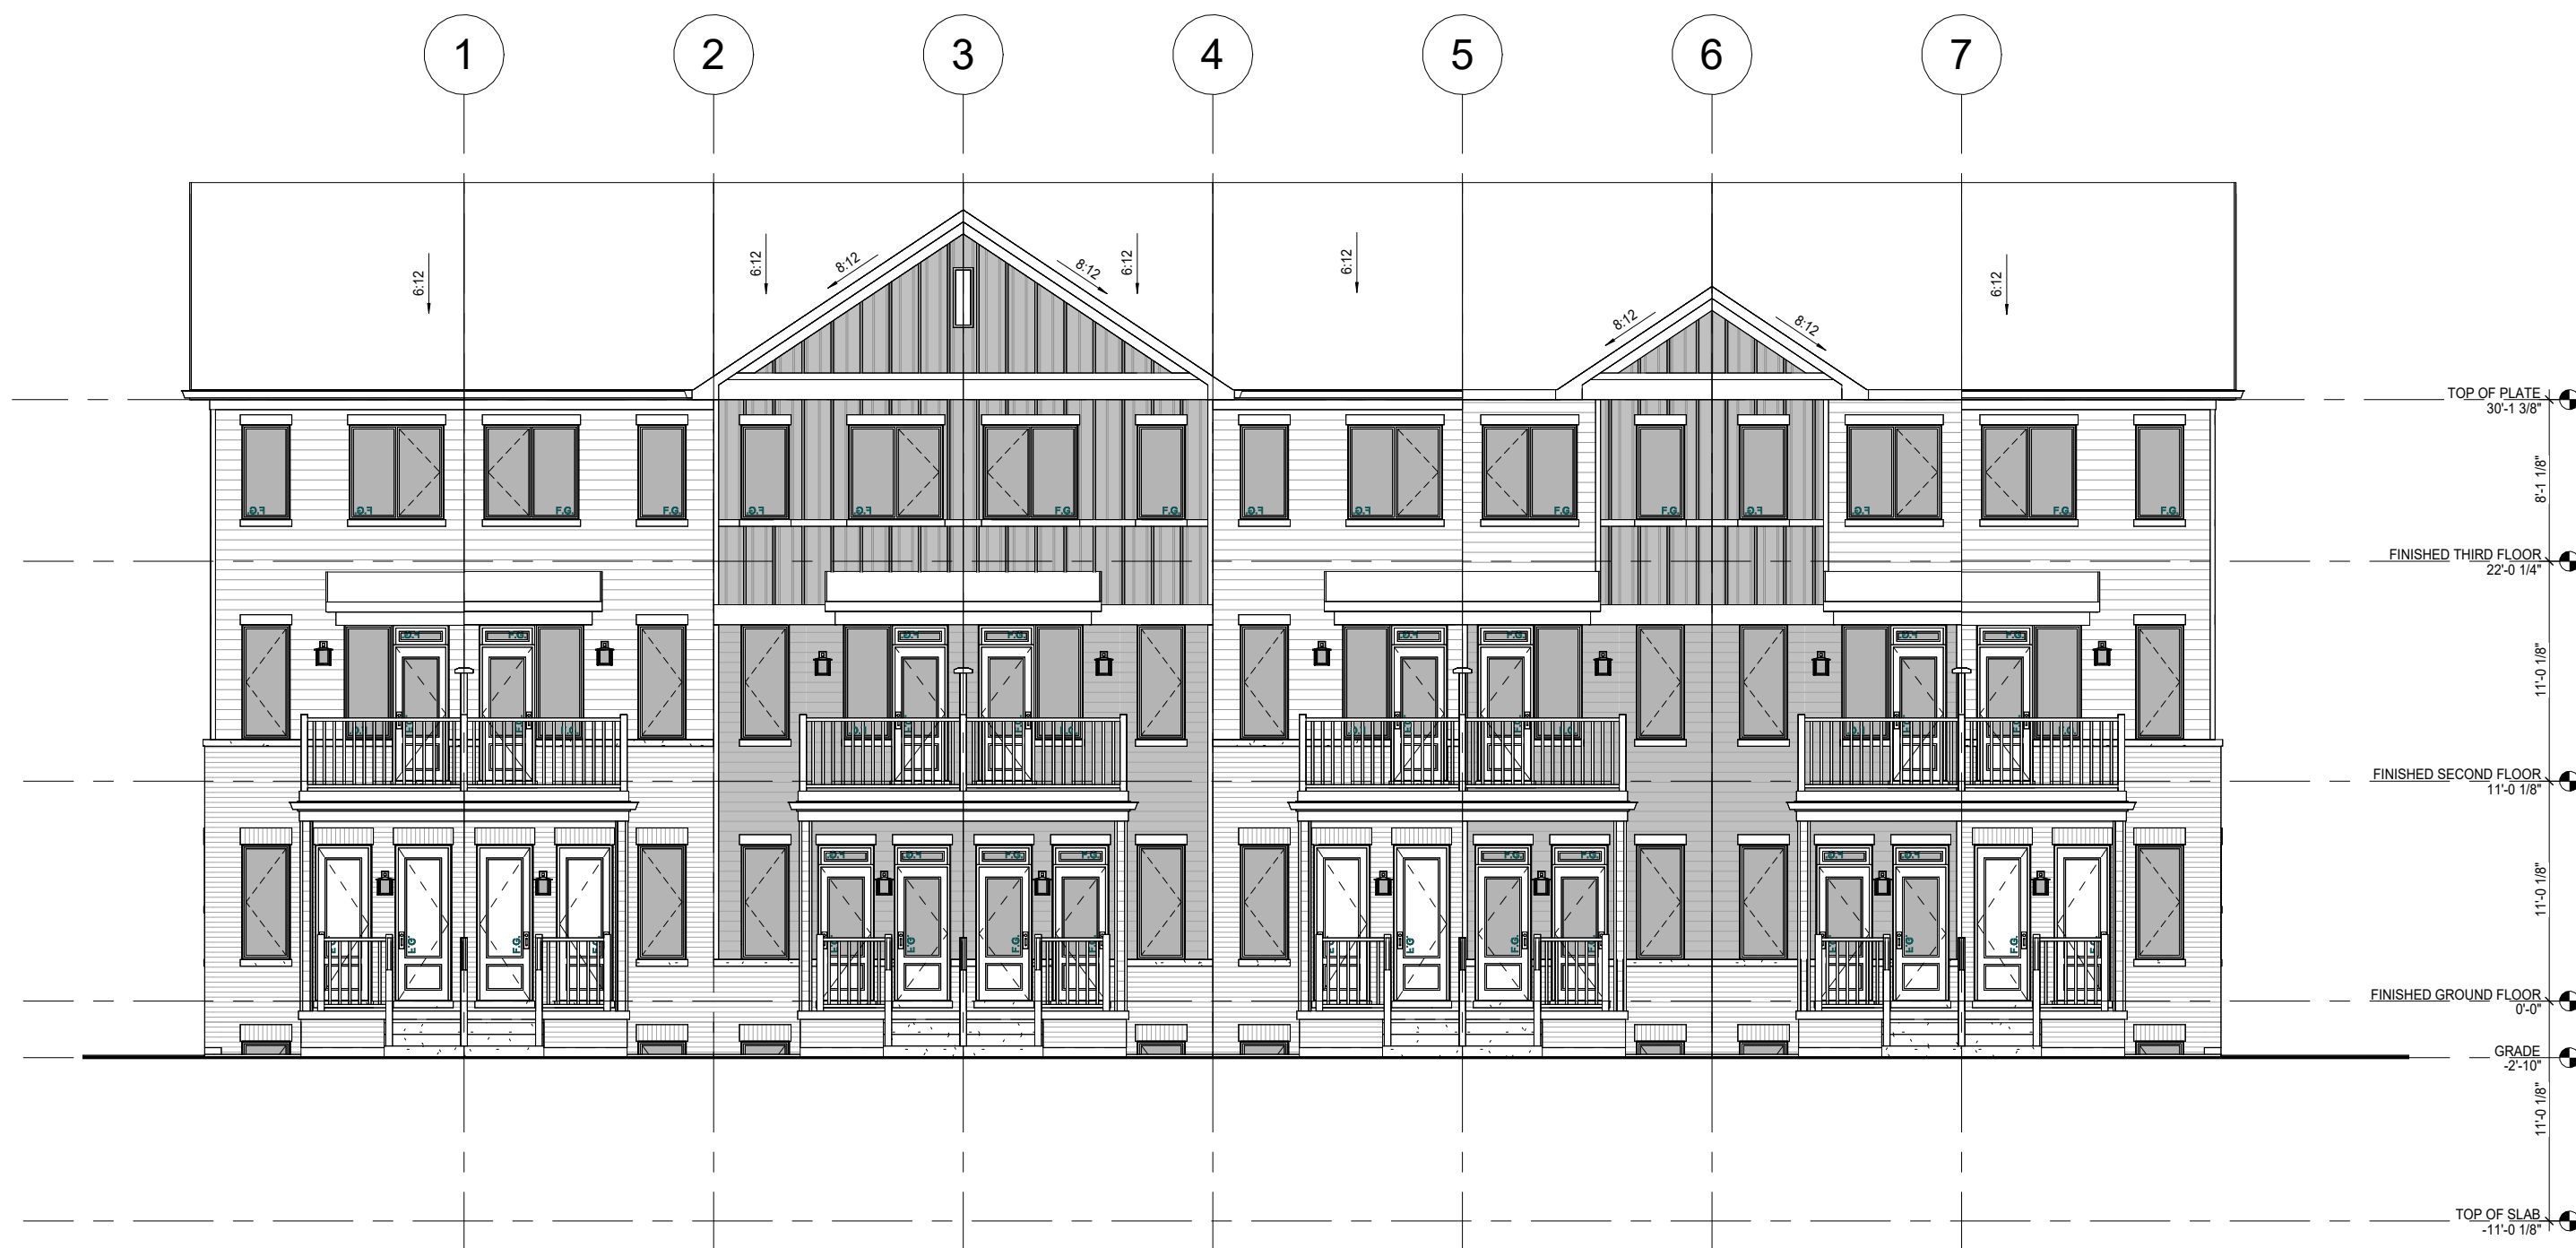 1 2 3 4 5 6 7
6:12 6:12 8:12 8:12 6:12 6:12 8:12 8:12 6:12
TOP OF PLATE
30'-1 3/8"
8'-1 1/8"
F.G. F.G. F.G. F.G. F.G. F.G. F.G. F.G. F.G. F.G. F.G. F.G. F.G. F.G. F.G. F.G.
FINISHED THIRD FLOOR
22'-0 1/4"
F.G. F.G. F.G. F.G. F.G. F.G. F.G. F.G.
11'-0 1/8"
F.G. F.G. F.G. F.G. F.G. F.G. F.G. F.G. F.G. F.G. F.G. F.G. F.G. F.G. F.G. F.G.
FINISHED SECOND FLOOR
11'-0 1/8"
F.G. F.G. F.G. F.G. F.G. F.G. F.G. F.G.
11'-0 1/8"
F.G. F.G. F.G. F.G. F.G. F.G. F.G. F.G. F.G. F.G. F.G. F.G. F.G. F.G. F.G. F.G.
FINISHED GROUND FLOOR
0'-0"
GRADE
-2'-10"
11'-0 1/8"
TOP OF SLAB
-11'-0 1/8"